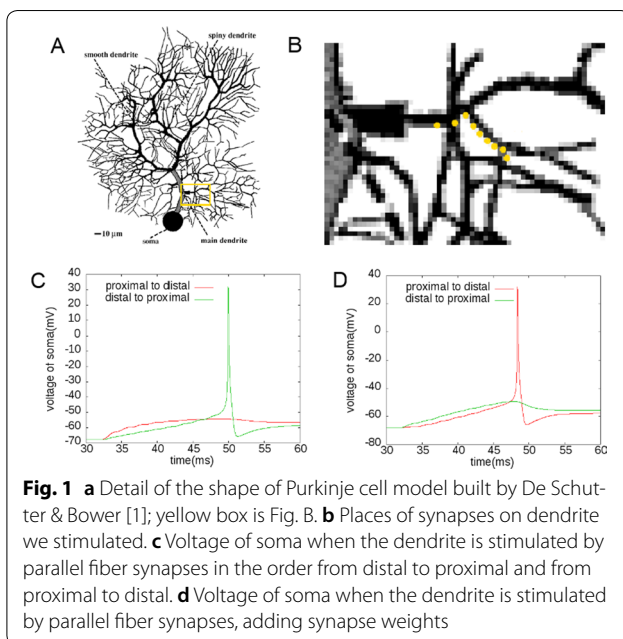 A
spiny dendrite
smooth dendrite
10 μm
soma
main dendrite
B
C
proximal to distal
distal to proximal
voltage of soma(mV)
40
30
20
10
0
-10
-20
-30
-40
-50
-60
-70
30 35 40 45 50 55 60
time(ms)
D
proximal to distal
distal to proximal
voltage of soma(mV)
40
20
0
-20
-40
-60
-80
30 35 40 45 50 55 60
time(ms)
Fig. 1 a Detail of the shape of Purkinje cell model built by De Schut-
ter & Bower [1]; yellow box is Fig. B. b Places of synapses on dendrite
we stimulated. c Voltage of soma when the dendrite is stimulated by
parallel fiber synapses in the order from distal to proximal and from
proximal to distal. d Voltage of soma when the dendrite is stimulated
by parallel fiber synapses, adding synapse weights